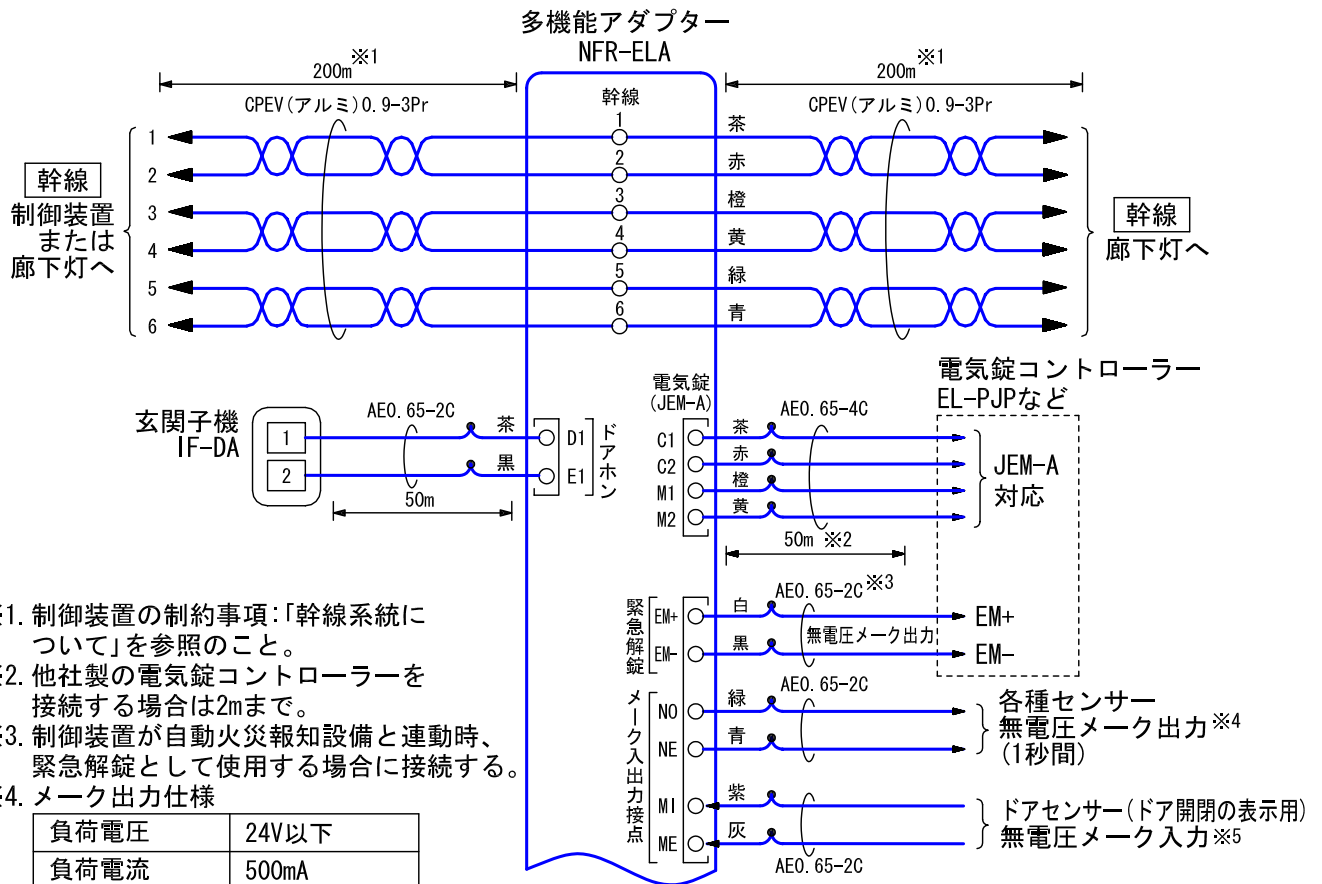 多機能アダプター
NFR-ELA
200m※1
200m※1
CPEV(アルミ)0.9-3Pr
幹線
CPEV(アルミ)0.9-3Pr
1
2
3
4
5
6
幹線
制御装置
または
廊下灯へ
1
2
3
4
5
6
茶
赤
橙
黄
緑
青
幹線
廊下灯へ
玄関子機
IF-DA
1
2
AE0.65-2C
茶
黒
50m
D1
E1
ドアホン
電気錠
(JEM-A)
C1
C2
M1
M2
茶
赤
橙
黄
AE0.65-4C
50m ※2
電気錠コントローラー
EL-PJPなど
JEM-A
対応
緊急解錠
EM+
EM-
白
黒
AE0.65-2C※3
無電圧メーク出力
EM+
EM-
メーク入出力接点
NO
NE
MI
ME
緑
青
AE0.65-2C
各種センサー
無電圧メーク出力※4
(1秒間)
紫
灰
AE0.65-2C
ドアセンサー(ドア開閉の表示用)
無電圧メーク入力※5
※1. 制御装置の制約事項:「幹線系統に
ついて」を参照のこと。
※2. 他社製の電気錠コントローラーを
接続する場合は2mまで。
※3. 制御装置が自動火災報知設備と連動時、
緊急解錠として使用する場合に接続する。
※4. メーク出力仕様
負荷電圧 24V以下
負荷電流 500mA